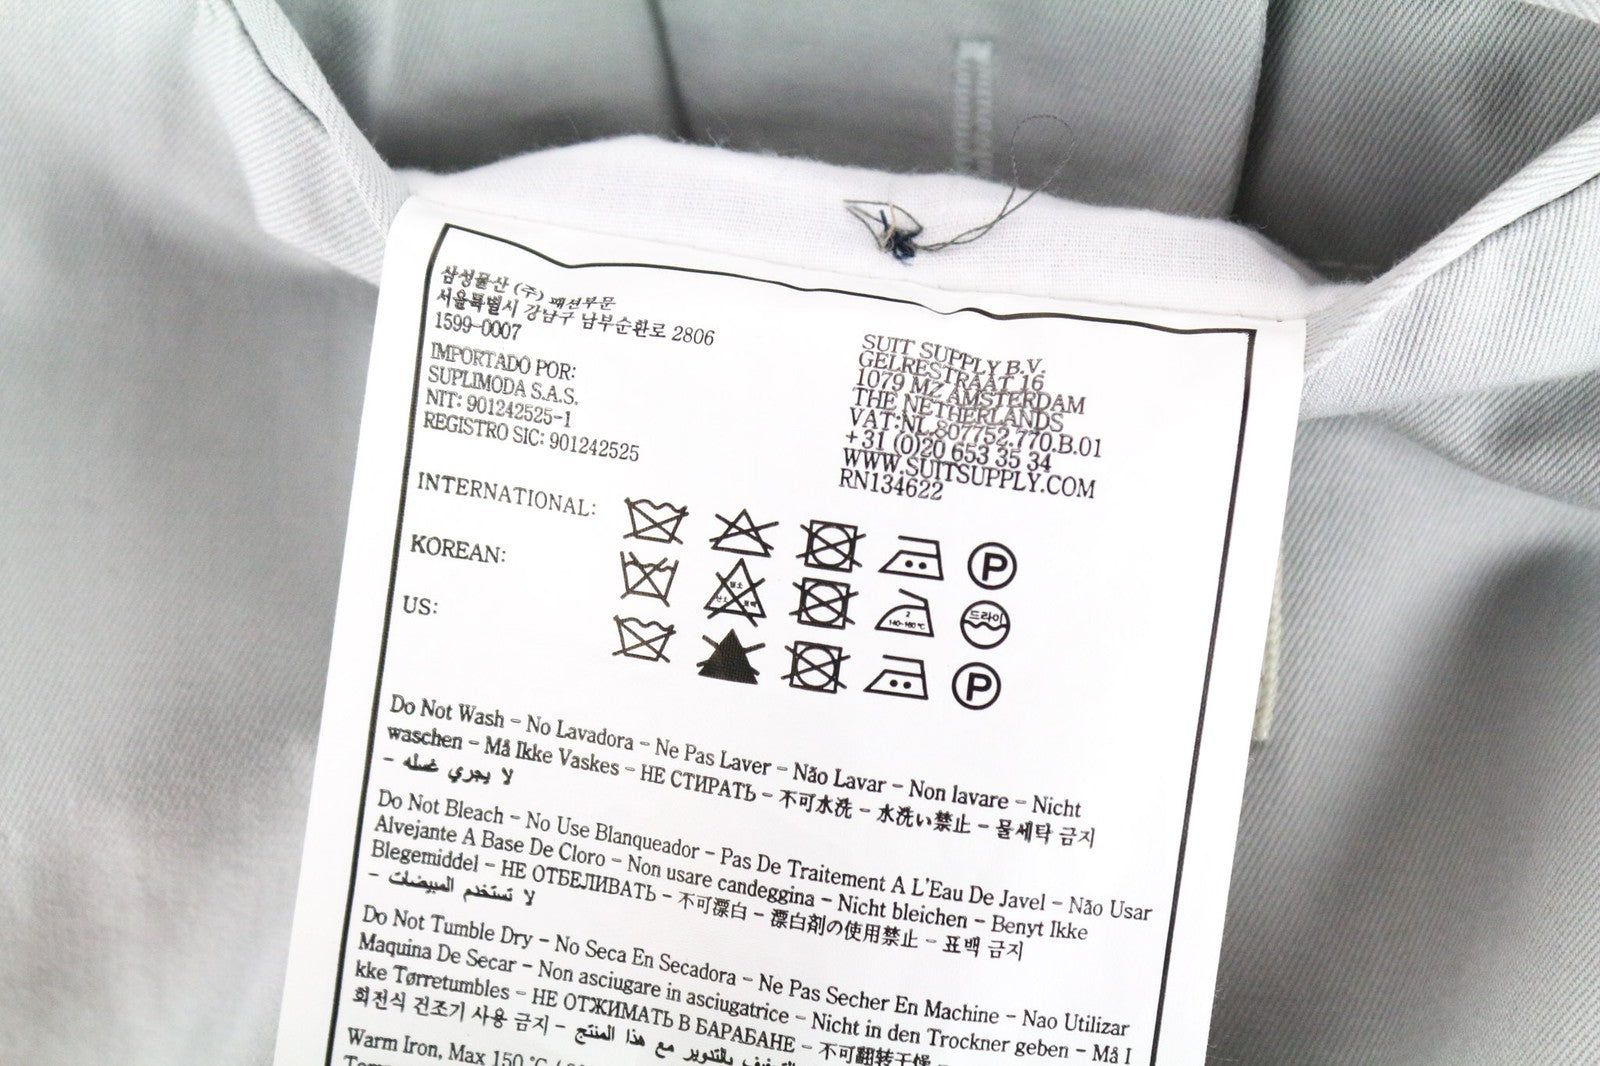 삼성물산 (주) 패션부문
서울특별시 강남구 남부순환로 2806
1599-0007
IMPORTADO POR:
SUPLIMODA S.A.S.
NIT: 901242525-1
REGISTRO SIC: 901242525
SUIT SUPPLY B.V.
GELRESTRAAT 16
1079 MZ AMSTERDAM
THE NETHERLANDS
VAT:NL 807752.770.B.01
+31 (0)20 653 35 34
WWW.SUITSUPPLY.COM
RN134622
INTERNATIONAL:
P
KOREAN:
드라이
US:
P
Do Not Wash - No Lavadora - Ne Pas Laver - Não Lavar - Non lavare - Nicht
waschen - Må Ikke Vaskes - НЕ СТИРАТЬ - 不可水洗 - 水洗い禁止 - 물세탁 금지
- لا يجري غسله
Do Not Bleach - No Use Blanqueador - Pas De Traitement A L'Eau De Javel - Não Usar
Alvejante A Base De Cloro - Non usare candeggina - Nicht bleichen - Benyt Ikke
Blegemiddel - НЕ ОТБЕЛИВАТЬ - 不可漂白 - 漂白剤の使用禁止 - 표백 금지
- لا تستخدم المبيضات
Do Not Tumble Dry - No Seca En Secadora - Ne Pas Secher En Machine - Nao Utilizar
Maquina De Secar - Non asciugare in asciugatrice - Nicht in den Trockner geben - Må I
kke Tørretumbles - НЕ ОТЖИМАТЬ В БАРАБАНЕ - 不可翻转干燥
회전식 건조기 사용 금지 - بالتدوير مع هذا المنتج
Warm Iron, Max 150 °C /